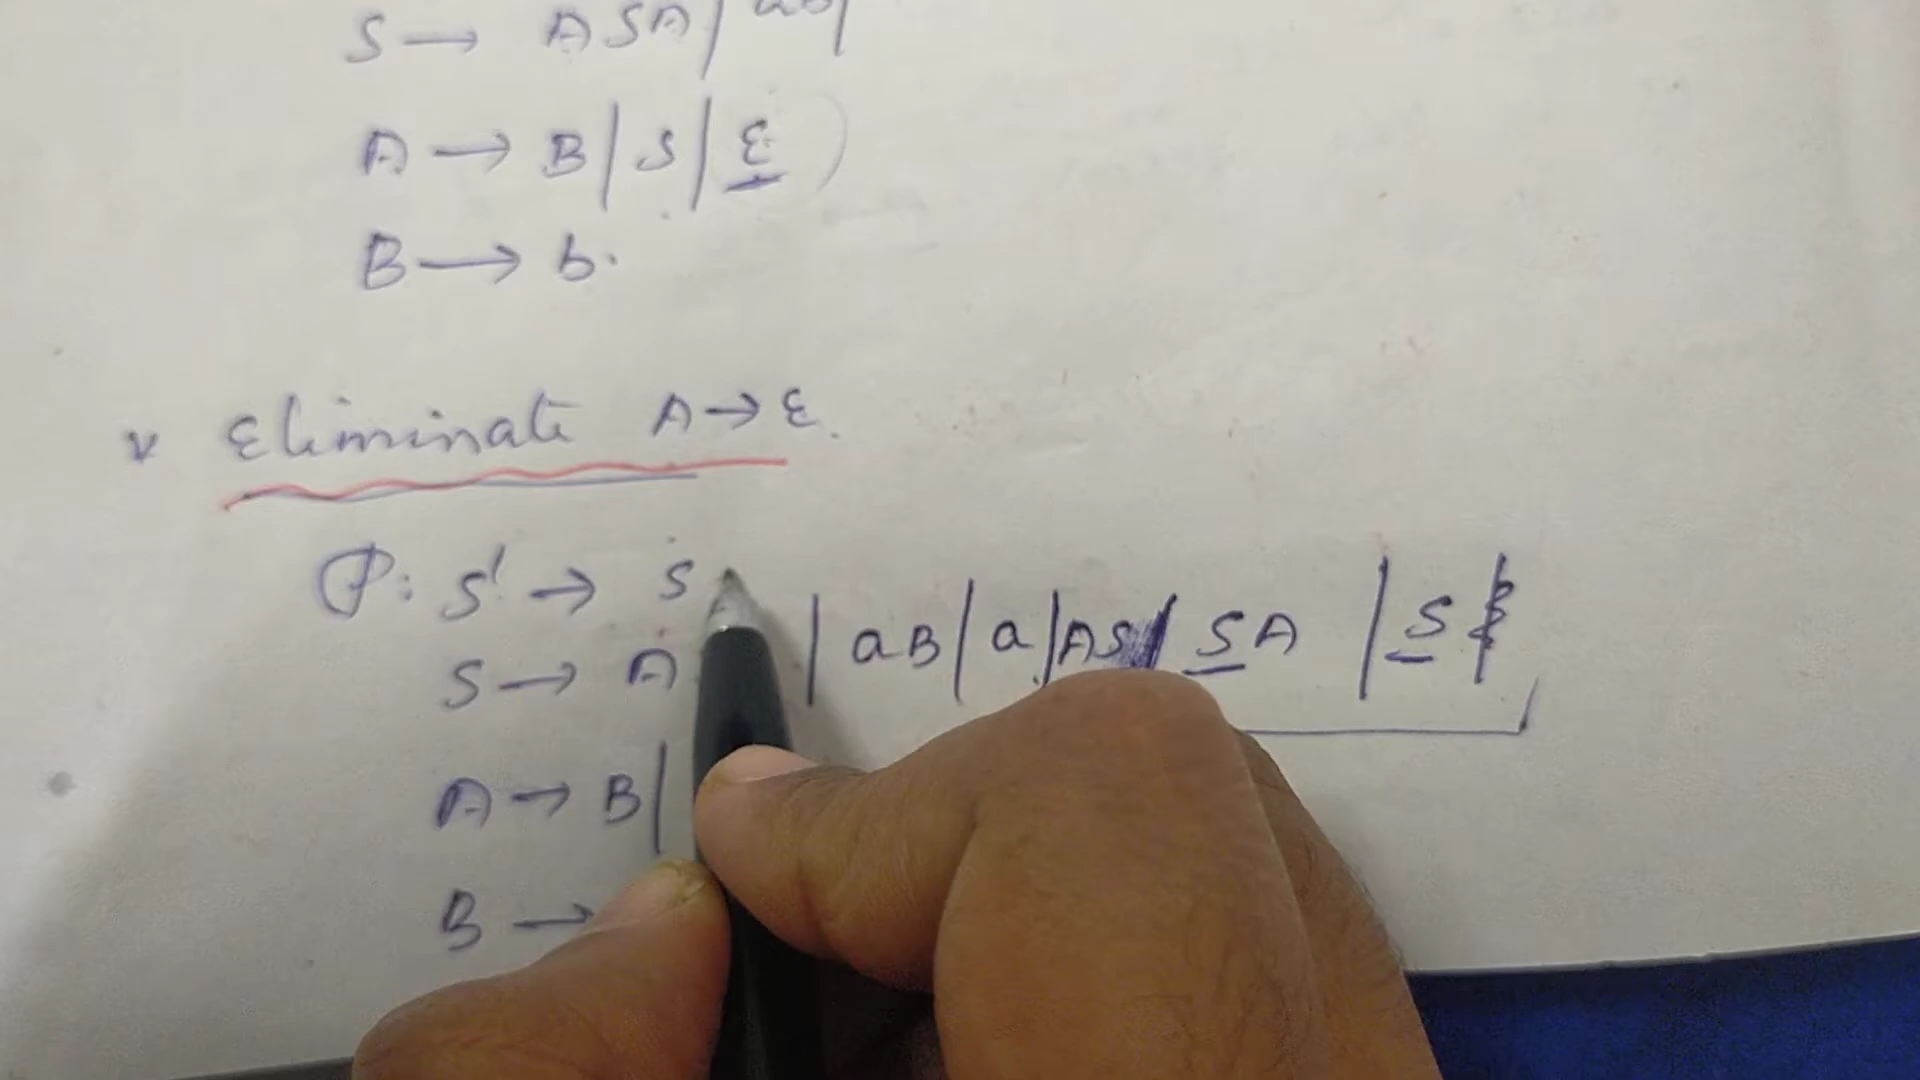 S → ASA |
A → B | S | ε
B → b.
Eliminate A → ε.
P: S' → S
S → A | aB | a | AS | SA | S
A → B |
B →